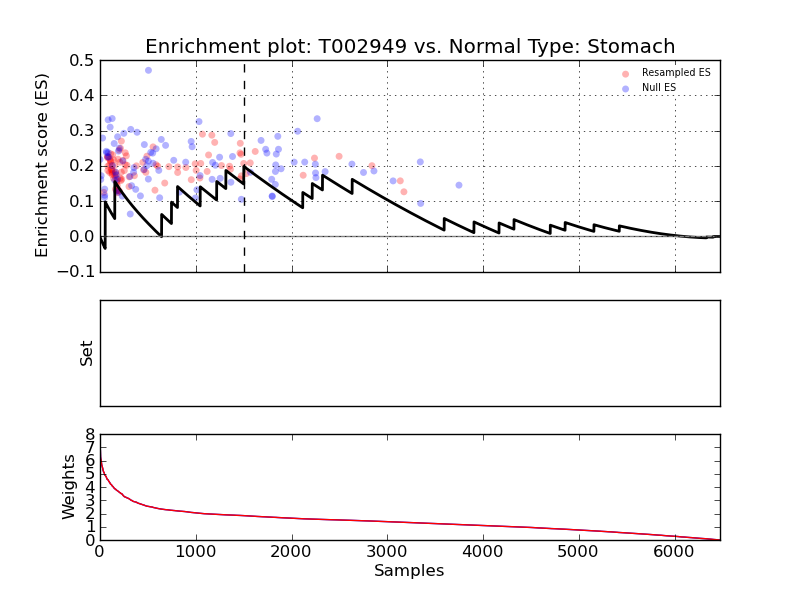 Enrichment plot: T002949 vs. Normal Type: Stomach
Enrichment score (ES)
0.5
0.4
0.3
0.2
0.1
0.0
−0.1
Resampled ES
Null ES
Set
Weights
8
7
6
5
4
3
2
1
0
0 1000 2000 3000 4000 5000 6000
Samples